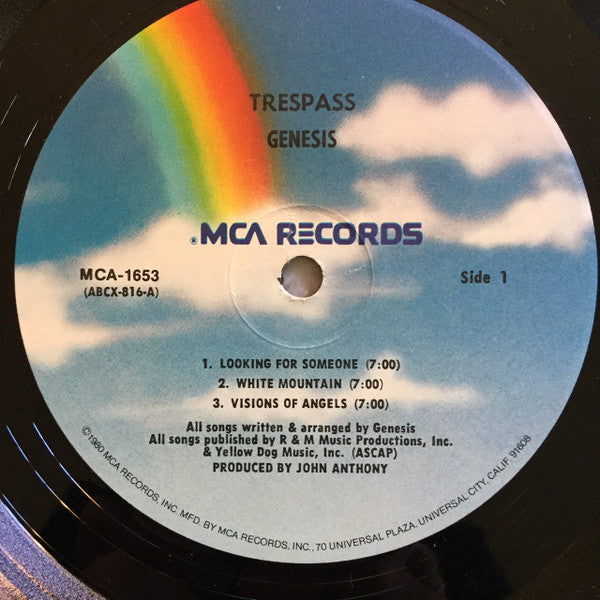 TRESPASS
GENESIS
® MCA RECORDS
MCA-1653
(ABCX-816-A)
Side 1
1. LOOKING FOR SOMEONE (7:00)
2. WHITE MOUNTAIN (7:00)
3. VISIONS OF ANGELS (7:00)
All songs written & arranged by Genesis
All songs published by R & M Music Productions, Inc.
& Yellow Dog Music, Inc. (ASCAP)
PRODUCED BY JOHN ANTHONY
©1980 MCA RECORDS, INC. MFD. BY MCA RECORDS, INC., 70 UNIVERSAL PLAZA, UNIVERSAL CITY, CALIF. 91608